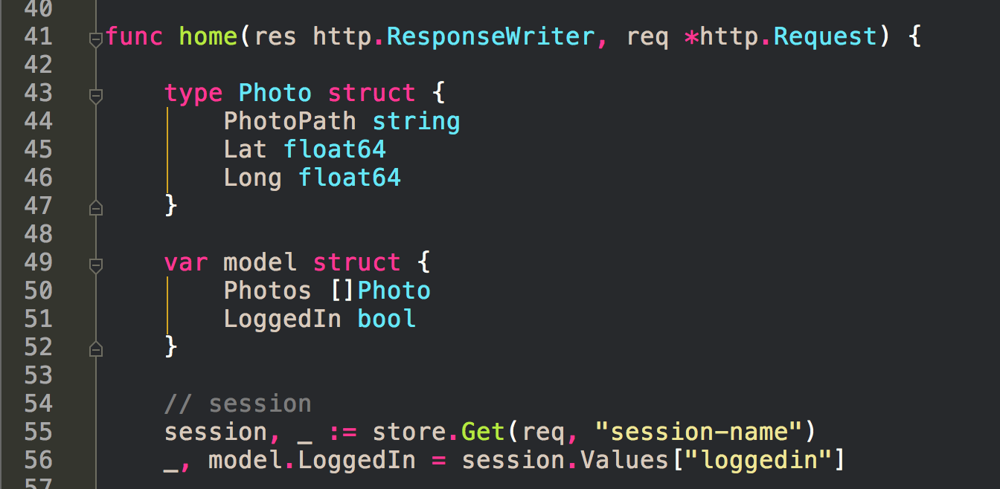 40
41 func home(res http.ResponseWriter, req *http.Request) {
42
43     type Photo struct {
44         PhotoPath string
45         Lat float64
46         Long float64
47     }
48
49     var model struct {
50         Photos []Photo
51         LoggedIn bool
52     }
53
54     // session
55     session, _ := store.Get(req, "session-name")
56     _, model.LoggedIn = session.Values["loggedin"]
57